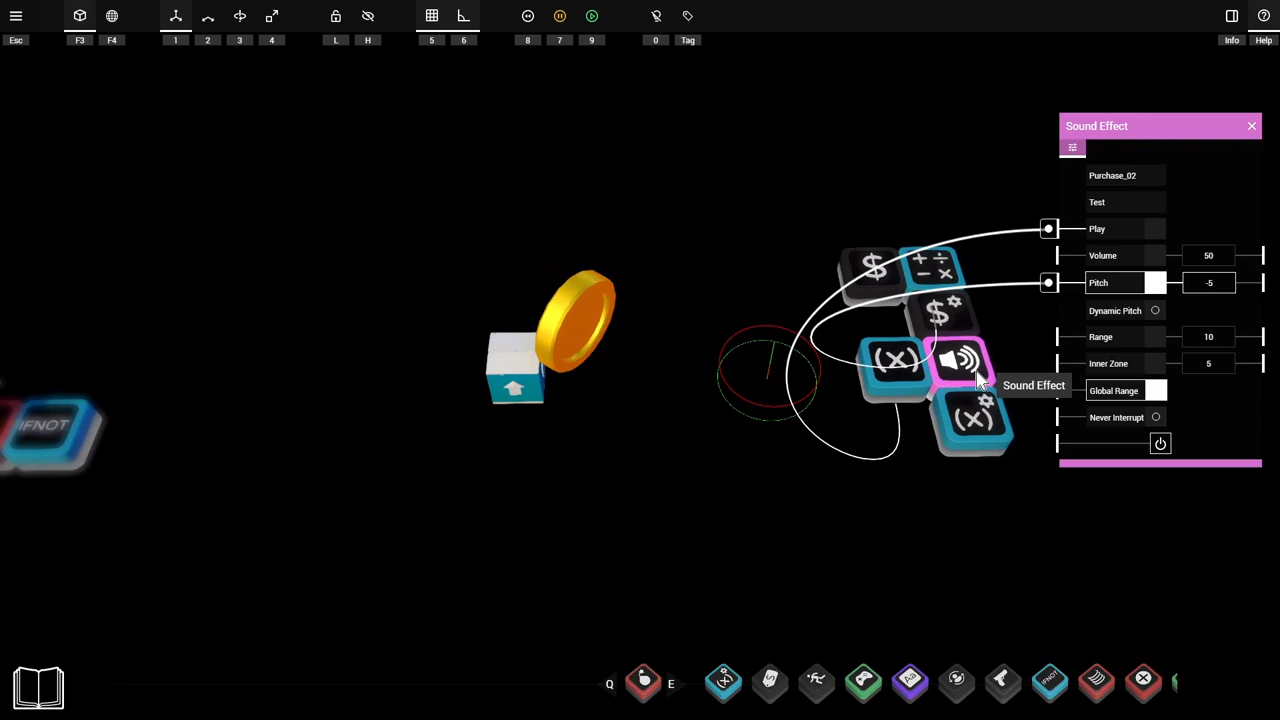 Esc F3 F4 1 2 3 4 L H 5 6 8 7 9 0 Tag Info Help
Sound Effect
Purchase_02
Test
Play
Volume 50
Pitch -5
Dynamic Pitch
Range 10
Inner Zone 5
Global Range
Never Interrupt
$
+ ÷ - x
$
(x)
Sound Effect
(x)
IFNOT
Q E
(x) $ Aa IFNOT